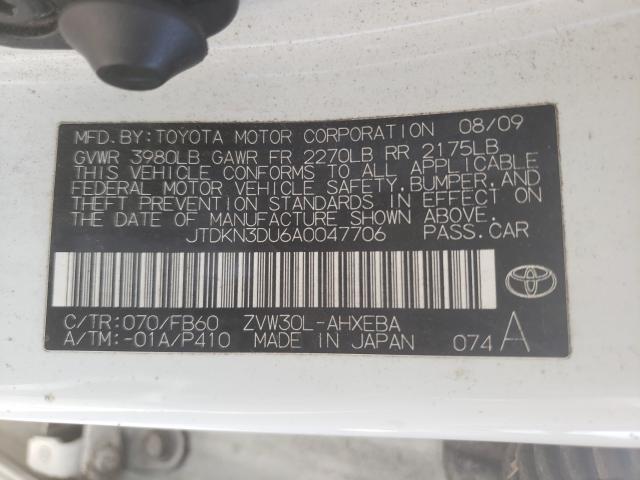 MFD. BY: TOYOTA MOTOR CORPORATION 08/09
GVWR 3980LB GAWR FR 2270LB RR 2175LB
THIS VEHICLE CONFORMS TO ALL APPLICABLE
FEDERAL MOTOR VEHICLE SAFETY, BUMPER, AND
THEFT PREVENTION STANDARDS IN EFFECT ON
THE DATE OF MANUFACTURE SHOWN ABOVE.
JTDKN3DU6A0047706 PASS. CAR
C/TR: 070/FB60 ZVW30L-AHXEBA
A/TM: -01A/P410 MADE IN JAPAN 074 A